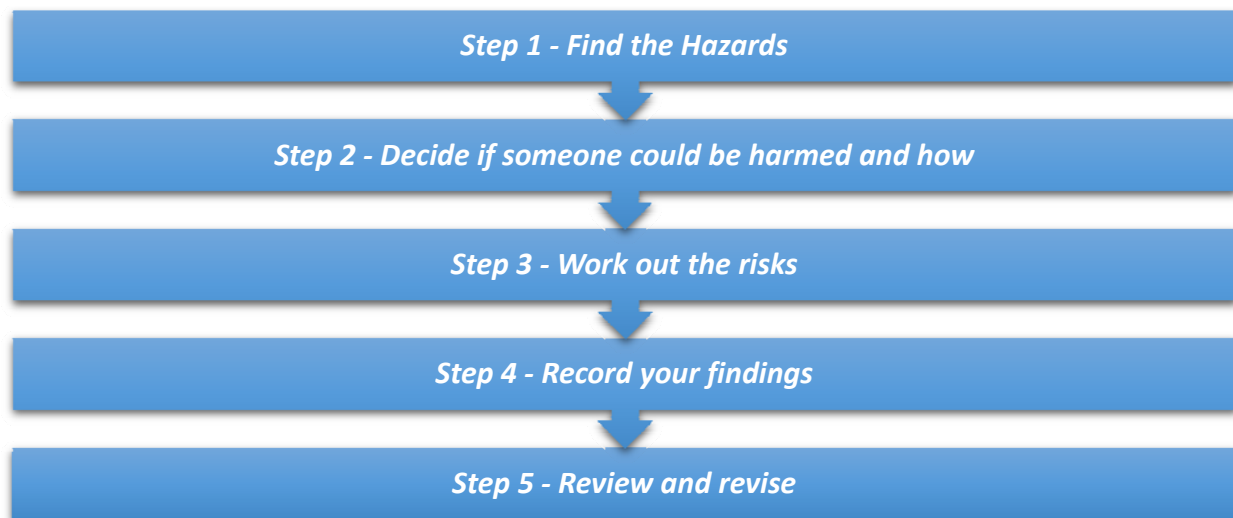 Step 1 - Find the Hazards
Step 2 - Decide if someone could be harmed and how
Step 3 - Work out the risks
Step 4 - Record your findings
Step 5 - Review and revise